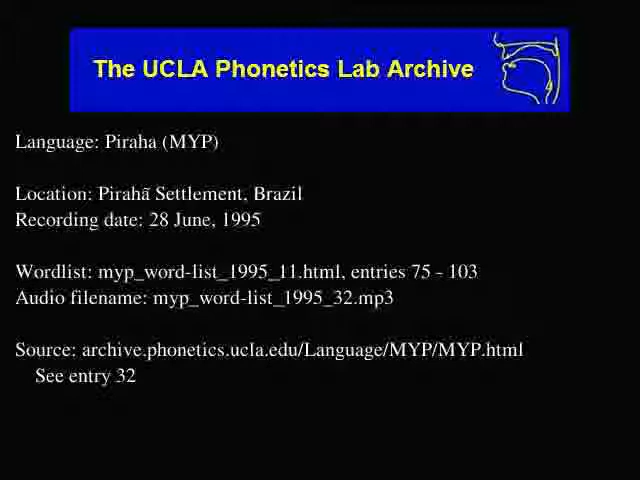 The UCLA Phonetics Lab Archive
Language: Piraha (MYP)
Location: Pirahã Settlement, Brazil
Recording date: 28 June, 1995
Wordlist: myp_word-list_1995_11.html, entries 75 - 103
Audio filename: myp_word-list_1995_32.mp3
Source: archive.phonetics.ucla.edu/Language/MYP/MYP.html
See entry 32